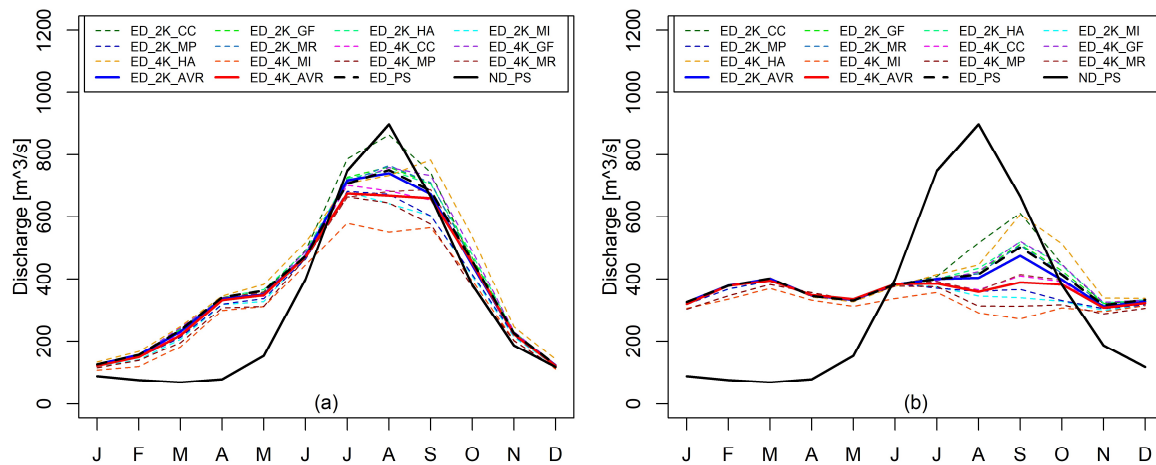 ED_2K_CC ED_2K_GF ED_2K_HA ED_2K_MI
ED_2K_MP ED_2K_MR ED_4K_CC ED_4K_GF
ED_4K_HA ED_4K_MI ED_4K_MP ED_4K_MR
ED_2K_AVR ED_4K_AVR ED_PS ND_PS
Discharge [m^3/s]
1200
1000
800
600
400
200
0
(a)
J F M A M J J A S O N D
ED_2K_CC ED_2K_GF ED_2K_HA ED_2K_MI
ED_2K_MP ED_2K_MR ED_4K_CC ED_4K_GF
ED_4K_HA ED_4K_MI ED_4K_MP ED_4K_MR
ED_2K_AVR ED_4K_AVR ED_PS ND_PS
Discharge [m^3/s]
1200
1000
800
600
400
200
0
(b)
J F M A M J J A S O N D